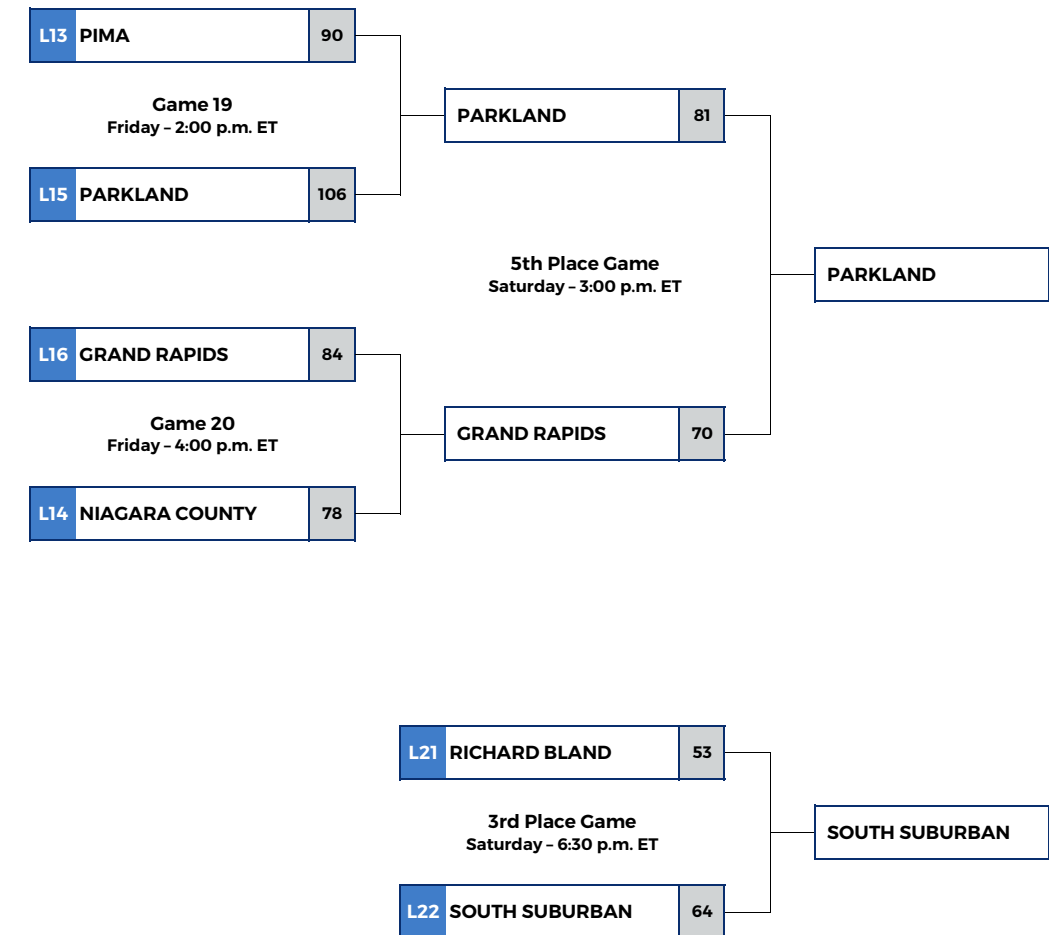 L13 PIMA 90
Game 19
Friday – 2:00 p.m. ET
PARKLAND 81
L15 PARKLAND 106
5th Place Game
Saturday – 3:00 p.m. ET
PARKLAND
L16 GRAND RAPIDS 84
Game 20
Friday – 4:00 p.m. ET
GRAND RAPIDS 70
L14 NIAGARA COUNTY 78
L21 RICHARD BLAND 53
3rd Place Game
Saturday – 6:30 p.m. ET
SOUTH SUBURBAN
L22 SOUTH SUBURBAN 64